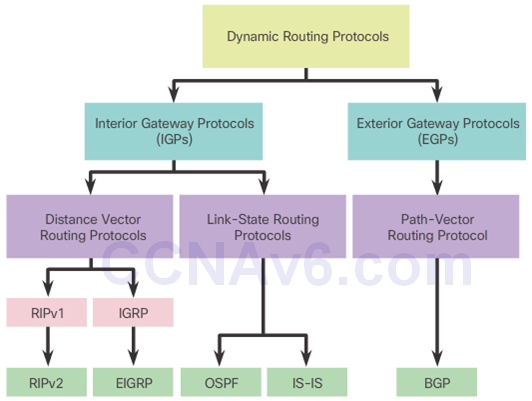 Dynamic Routing Protocols
Interior Gateway Protocols
(IGPs)
Exterior Gateway Protocols
(EGPs)
Distance Vector
Routing Protocols
Link-State Routing
Protocols
Path-Vector
Routing Protocol
CCNAv6.com
RIPv1
IGRP
RIPv2
EIGRP
OSPF
IS-IS
BGP